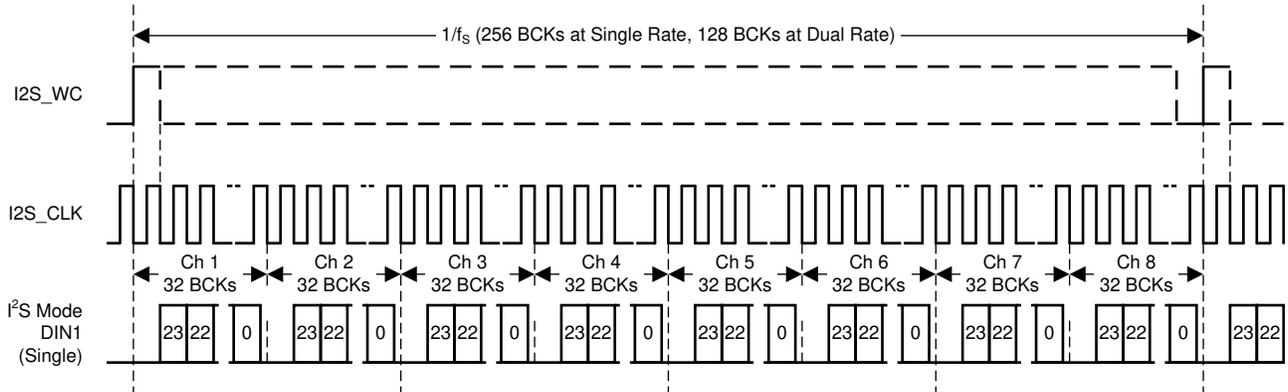 1/fS (256 BCKs at Single Rate, 128 BCKs at Dual Rate)
I2S_WC
I2S_CLK
Ch 1 Ch 2 Ch 3 Ch 4 Ch 5 Ch 6 Ch 7 Ch 8
32 BCKs 32 BCKs 32 BCKs 32 BCKs 32 BCKs 32 BCKs 32 BCKs 32 BCKs
I²S Mode
DIN1
(Single)
23 22 0 23 22 0 23 22 0 23 22 0 23 22 0 23 22 0 23 22 0 23 22 0 23 22